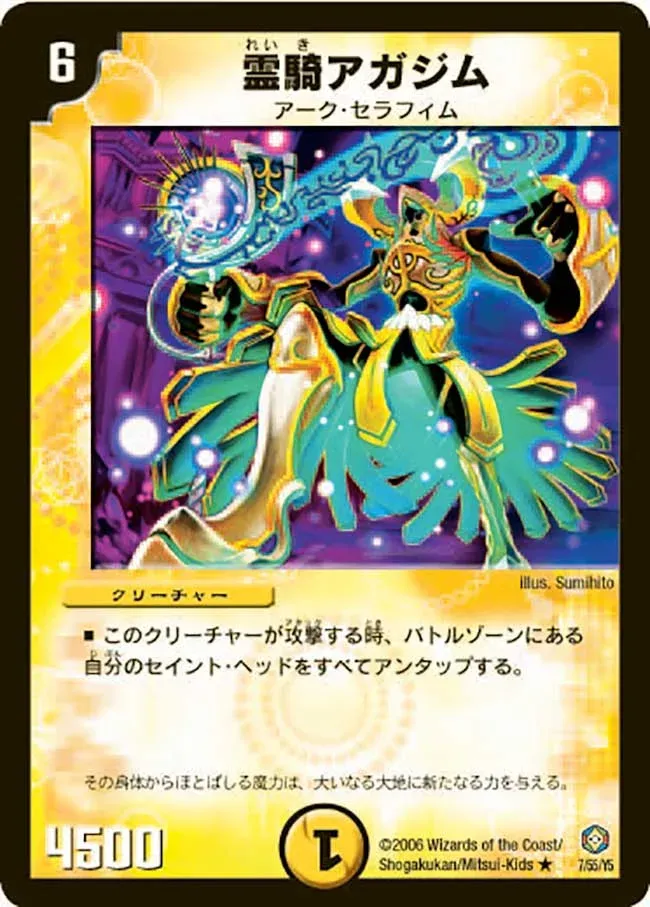 6
れいき
霊騎アガジム
アーク・セラフィム
illus. Sumihito
クリーチャー
■ このクリーチャーが攻撃する時、バトルゾーンにある
自分のセイント・ヘッドをすべてアンタップする。
その身体からほとばしる魔力は、大いなる大地に新たなる力を与える。
4500
1
©2006 Wizards of the Coast/
Shogakukan/Mitsui-Kids ★ 7/55/Y5